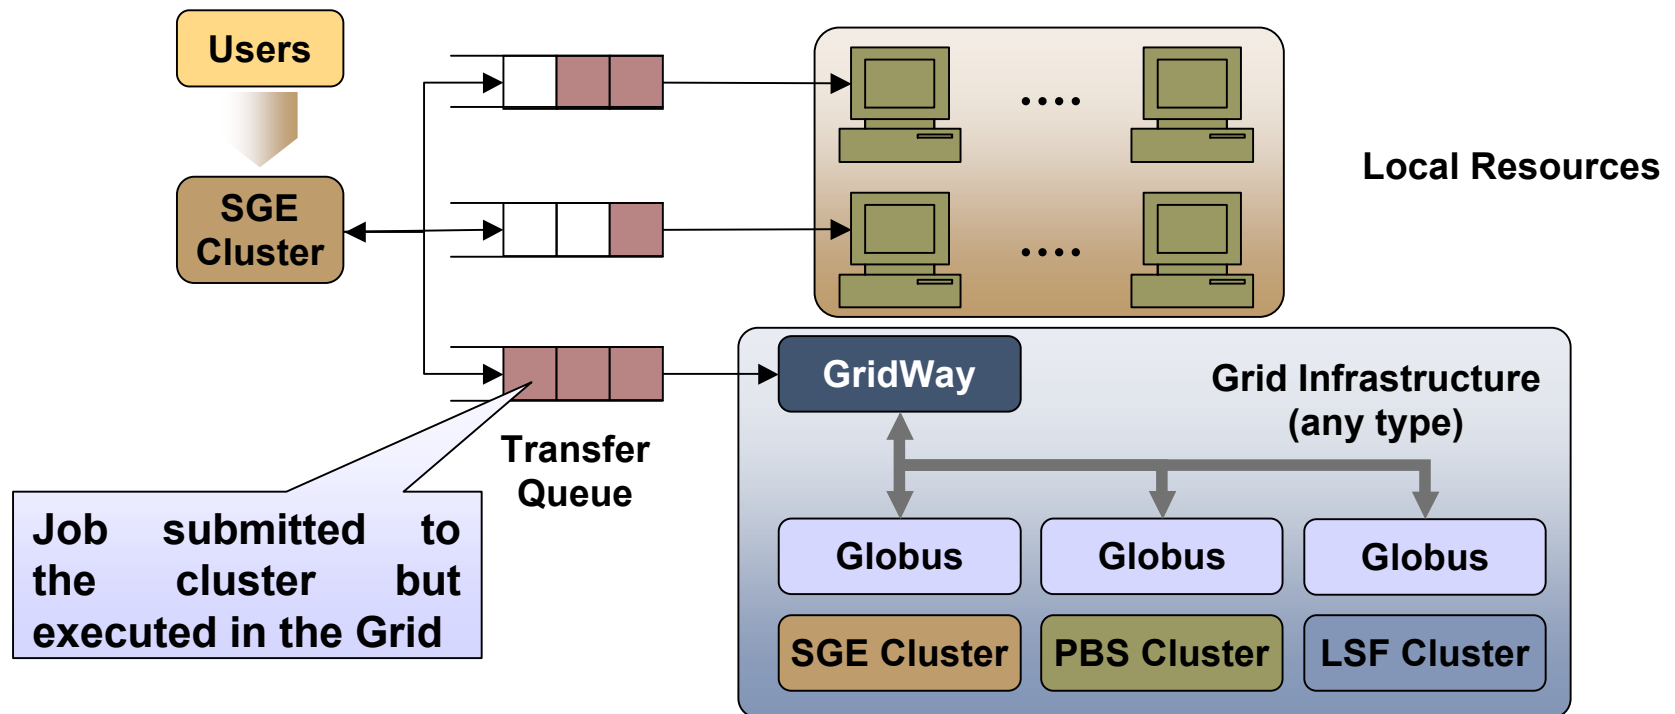 Users
SGE
Cluster
Local Resources
GridWay
Grid Infrastructure
(any type)
Transfer
Queue
Job submitted to
the cluster but
executed in the Grid
Globus
Globus
Globus
SGE Cluster
PBS Cluster
LSF Cluster